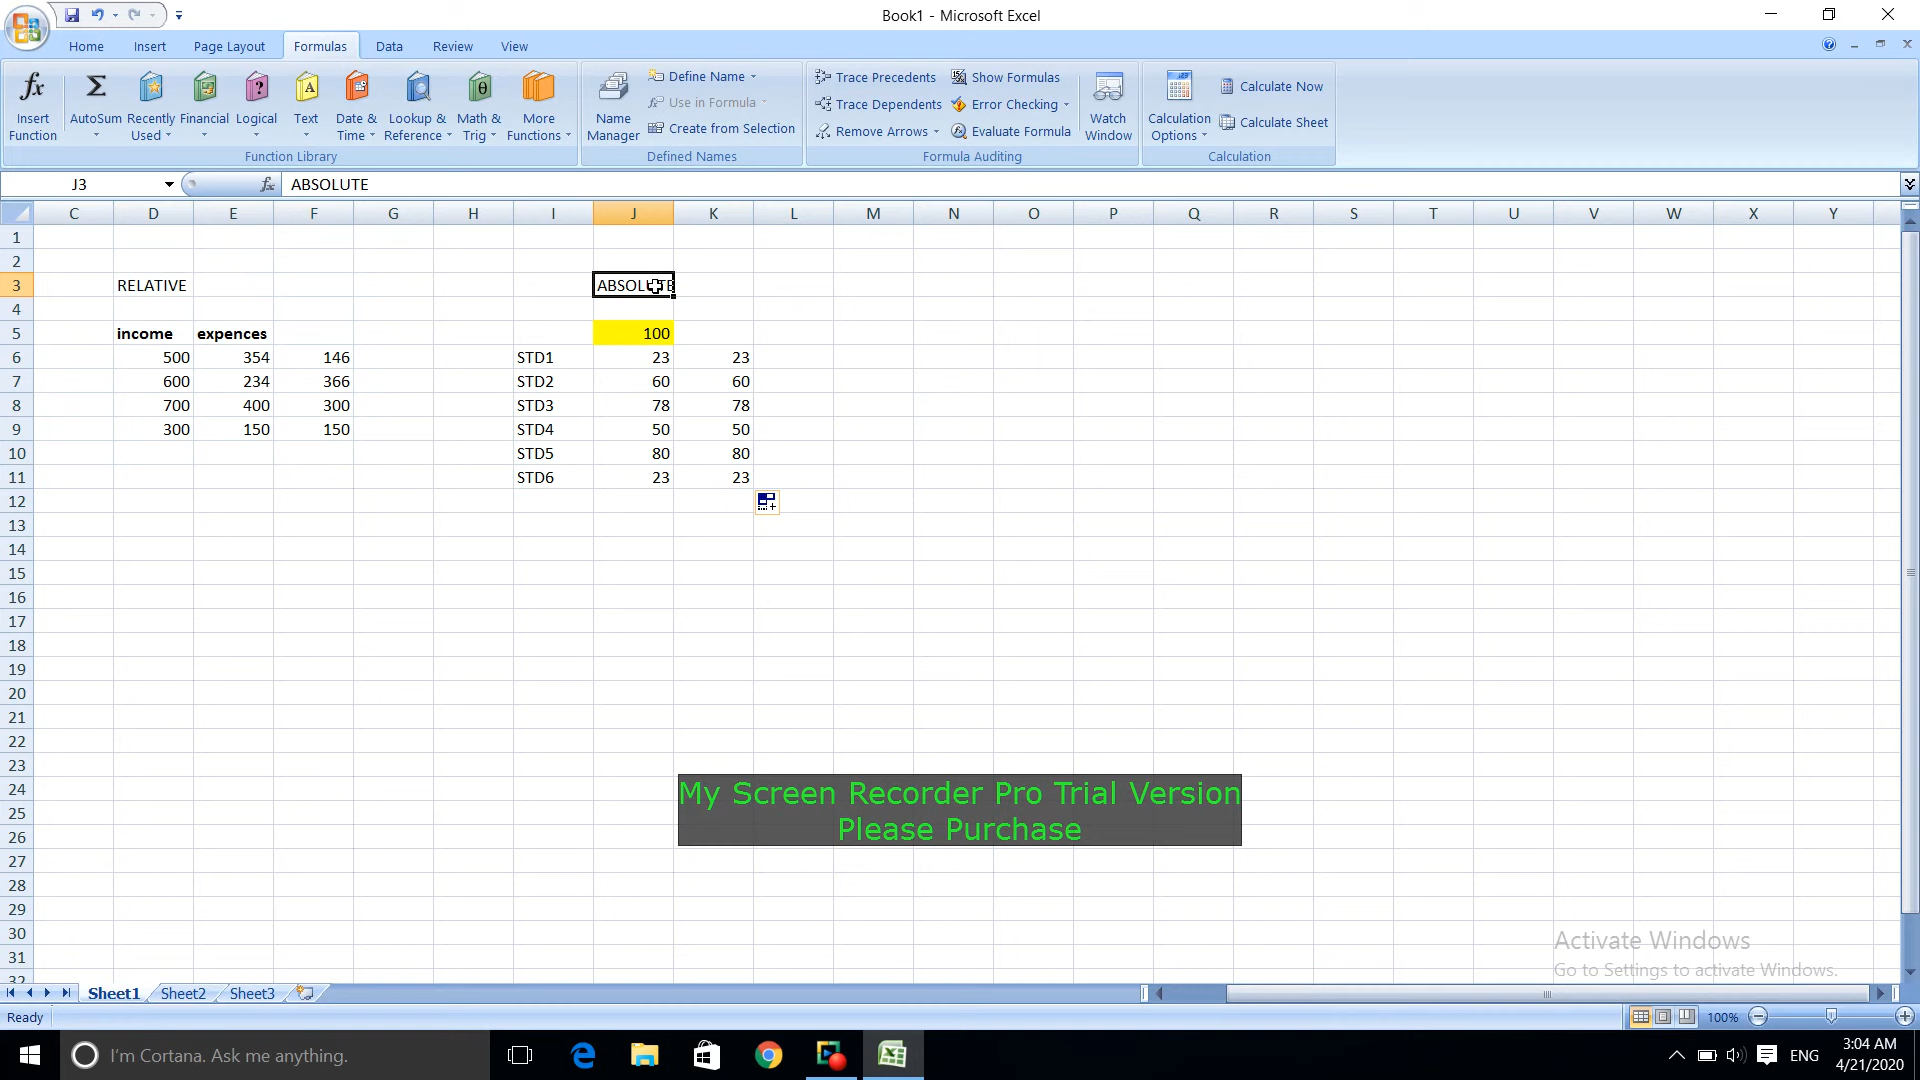 Book1 - Microsoft Excel
Home Insert Page Layout Formulas Data Review View
fx Insert Function
Σ AutoSum
Recently Used
Financial
Logical
Text
Date & Time
Lookup & Reference
Math & Trig
More Functions
Function Library
Name Manager
Define Name
Use in Formula
Create from Selection
Defined Names
Trace Precedents
Trace Dependents
Remove Arrows
Show Formulas
Error Checking
Evaluate Formula
Formula Auditing
Watch Window
Calculation Options
Calculate Now
Calculate Sheet
Calculation
J3 fx ABSOLUTE
C D E F G H I J K L M N O P Q R S T U V W X Y
1
2
3 RELATIVE ABSOLUTE
4
5 income expences 100
6 500 354 146 STD1 23 23
7 600 234 366 STD2 60 60
8 700 400 300 STD3 78 78
9 300 150 150 STD4 50 50
10 STD5 80 80
11 STD6 23 23
12
13
14
15
16
17
18
19
20
21
22
23
24
25
26
27
28
29
30
31
32
My Screen Recorder Pro Trial Version
Please Purchase
Activate Windows
Go to Settings to activate Windows.
Sheet1 Sheet2 Sheet3
Ready 100%
I'm Cortana. Ask me anything.
ENG
3:04 AM
4/21/2020